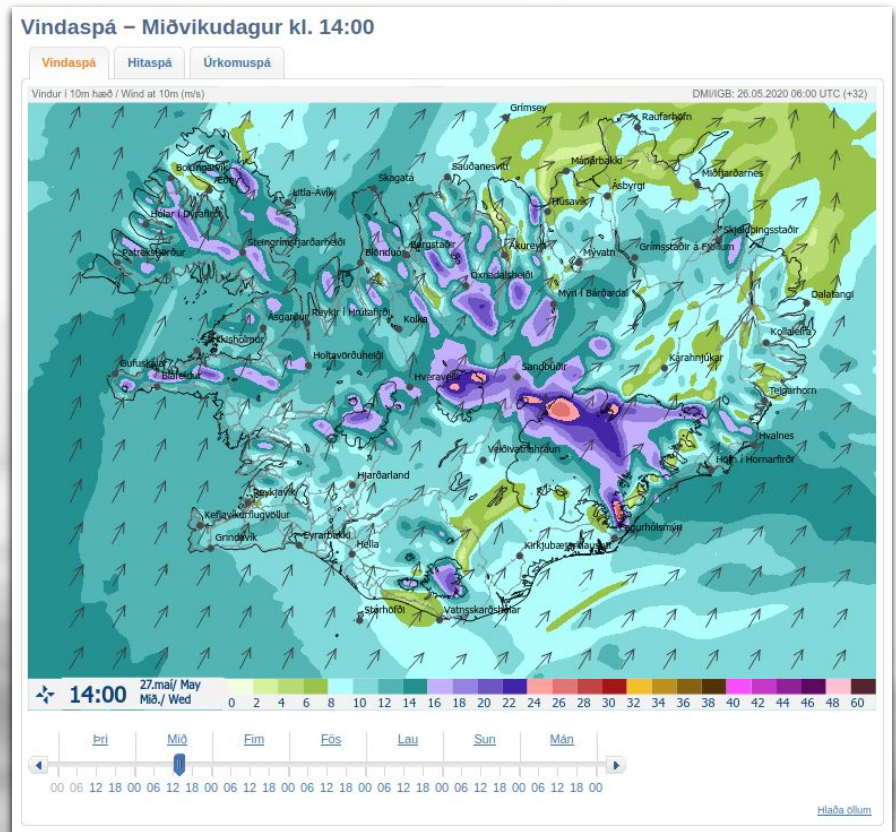 Vindaspá – Miðvikudagur kl. 14:00
Vindaspá Hitaspá Úrkomuspá
Vindur í 10m hæð / Wind at 10m (m/s) DMI/IGB: 26.05.2020 06:00 UTC (+32)
Grímsey
Raufarhöfn
Bolungarvík
Æðey
Sauðanesviti
Mánárbakki
Miðfjarðarnes
Skagatá
Litla-Ávík
Ásbyrgi
Húsavík
Hólar í Dýrafirði
Skjaldþingsstaðir
Steingrímsfjarðarheiði
Bergstaðir
Akureyri
Patreksfjörður
Blönduós
Mývatn
Grímsstaðir á Fjöllum
Öxnadalsheiði
Mýri í Bárðardal
Dalatangi
Ásgarður
Reykir í Hrútafirði
Kolka
Stykkishólmur
Kollaleira
Holtavörðuheiði
Gufuskálar
Bláfeldur
Hveravellir
Sandbúðir
Kárahnjúkar
Teigarhorn
Hvalnes
Veiðivatnahraun
Höfn í Hornafirði
Hjarðarland
Reykjavík
Keflavíkurflugvöllur
Fagurhólsmýri
Grindavík
Eyrarbakki
Hella
Kirkjubæjarklaustur
Stórhöfði
Vatnsskarðshólar
14:00
27.maí/ May
Mið./ Wed
0 2 4 6 8 10 12 14 16 18 20 22 24 26 28 30 32 34 36 38 40 42 44 46 48 60
Þri Mið Fim Fös Lau Sun Mán
00 06 12 18 00 06 12 18 00 06 12 18 00 06 12 18 00 06 12 18 00 06 12 18 00 06 12 18 00
Hlaða öllum